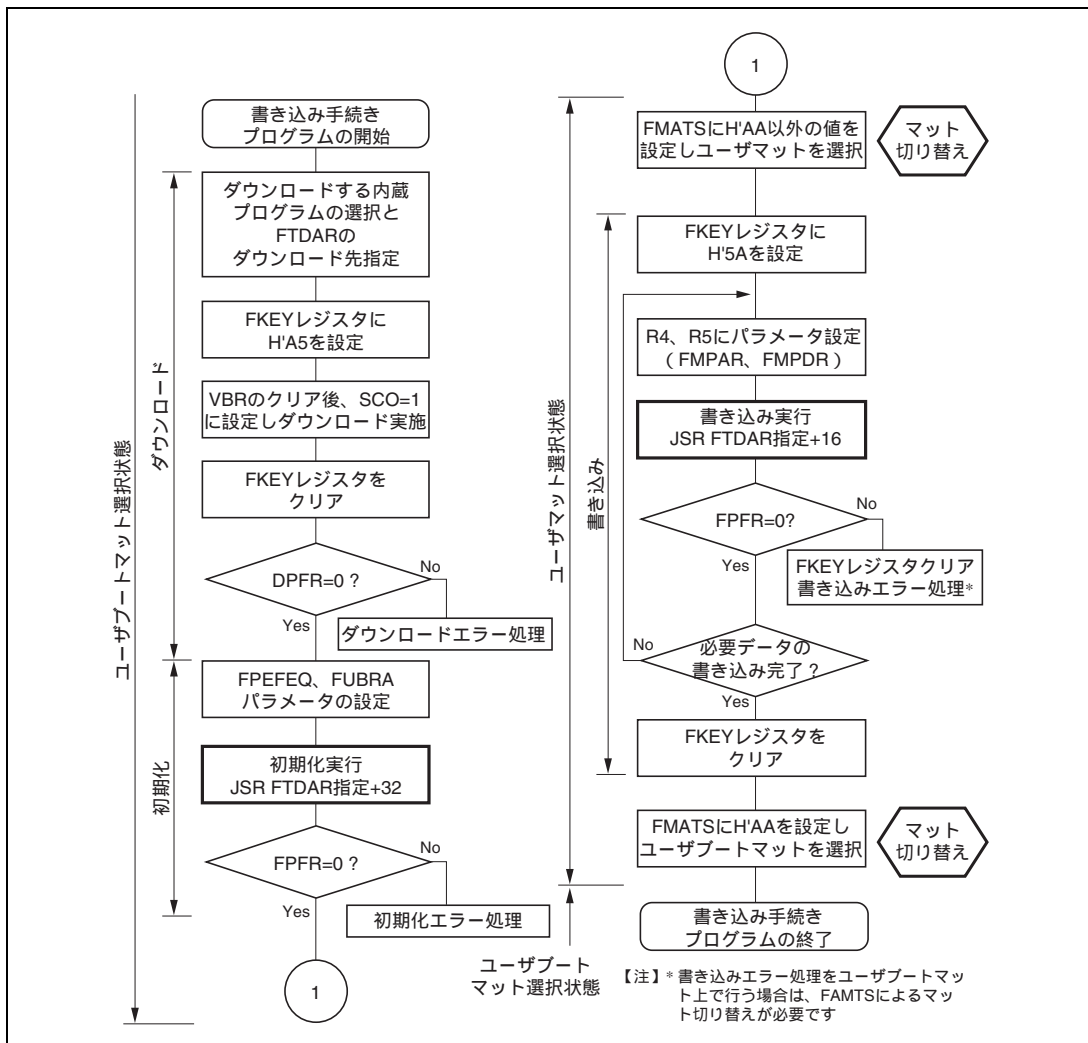 書き込み手続き
プログラムの開始
ダウンロードする内蔵
プログラムの選択と
FTDARの
ダウンロード先指定
FKEYレジスタに
H'A5を設定
VBRのクリア後、SCO=1
に設定しダウンロード実施
FKEYレジスタを
クリア
DPFR=0 ?
No
Yes
ダウンロードエラー処理
FPEFEQ、FUBRA
パラメータの設定
初期化実行
JSR FTDAR指定+32
FPFR=0 ?
No
Yes
初期化エラー処理
1
ダウンロード
初期化
ユーザブートマット選択状態
1
FMATSにH'AA以外の値を
設定しユーザマットを選択
マット
切り替え
FKEYレジスタに
H'5Aを設定
R4、R5にパラメータ設定
（FMPAR、FMPDR）
書き込み実行
JSR FTDAR指定+16
FPFR=0?
No
Yes
FKEYレジスタクリア
書き込みエラー処理*
必要データの
書き込み完了？
No
Yes
FKEYレジスタを
クリア
FMATSにH'AAを設定し
ユーザブートマットを選択
マット
切り替え
書き込み手続き
プログラムの終了
書き込み
ユーザマット選択状態
ユーザブート
マット選択状態
【注】* 書き込みエラー処理をユーザブートマッ
ト上で行う場合は、FAMTSによるマッ
ト切り替えが必要です